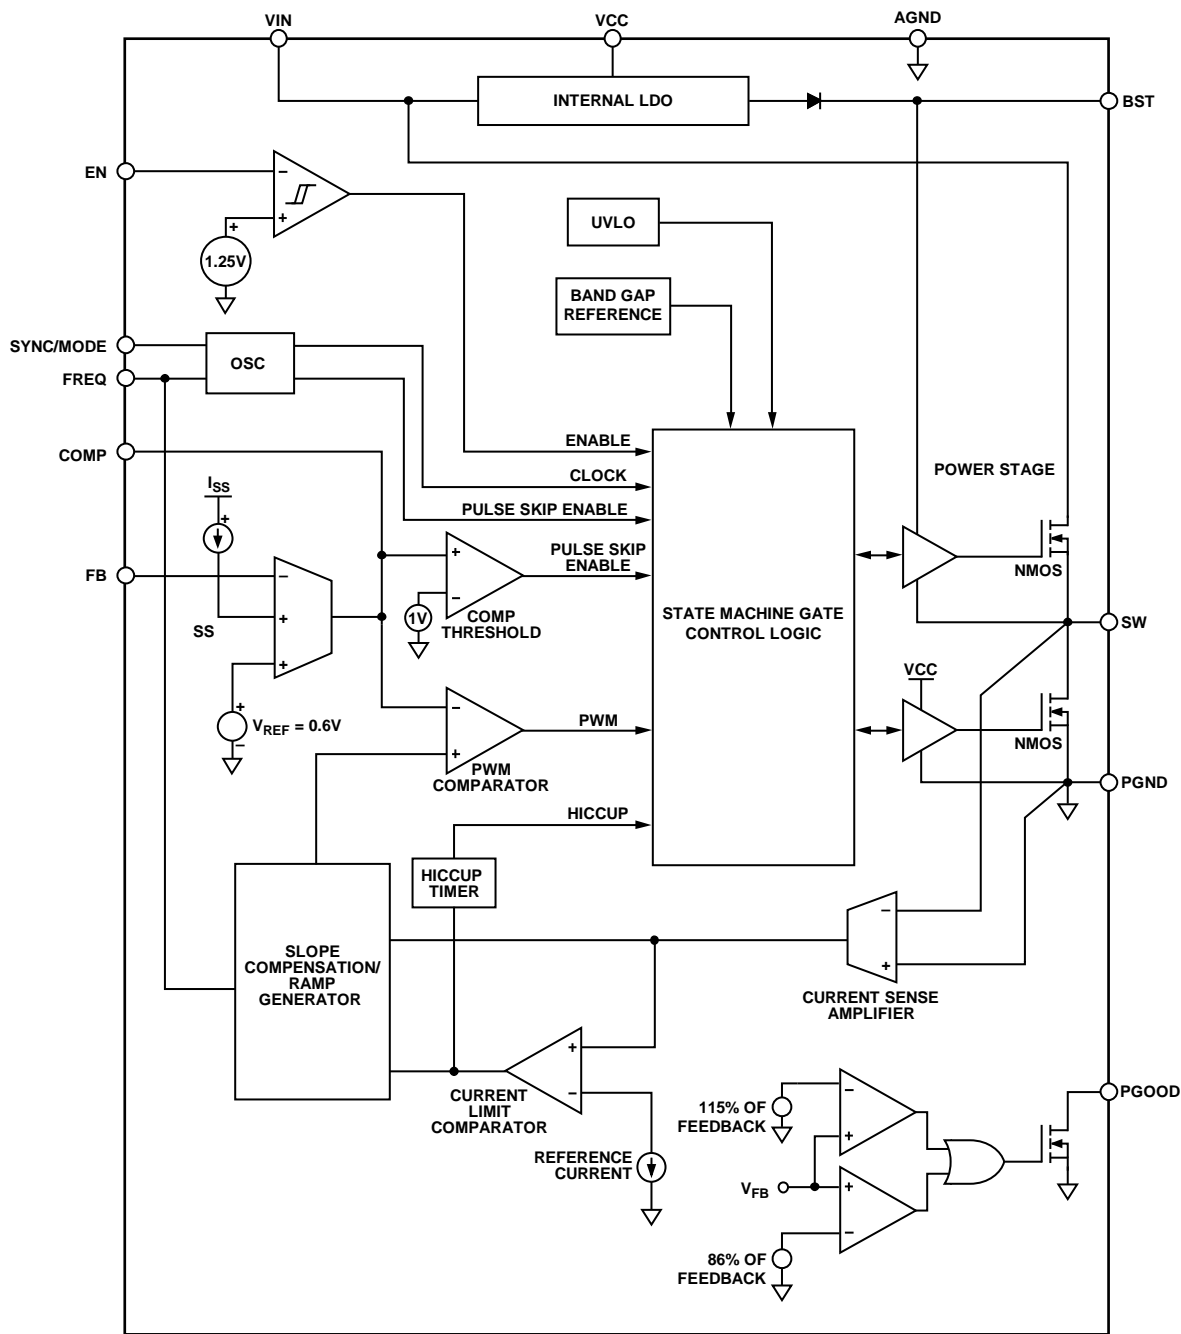 VIN
VCC
AGND
INTERNAL LDO
BST
EN
−
+
+
1.25V
UVLO
BAND GAP
REFERENCE
SYNC/MODE
FREQ
OSC
COMP
ENABLE
CLOCK
PULSE SKIP ENABLE
POWER STAGE
ISS
+
FB
−
+
+
SS
+
−
VREF = 0.6V
+
−
1V
COMP
THRESHOLD
PULSE SKIP
ENABLE
STATE MACHINE GATE
CONTROL LOGIC
NMOS
SW
VCC
NMOS
PGND
−
+
PWM
COMPARATOR
PWM
HICCUP
HICCUP
TIMER
SLOPE
COMPENSATION/
RAMP
GENERATOR
−
+
CURRENT SENSE
AMPLIFIER
+
−
CURRENT
LIMIT
COMPARATOR
REFERENCE
CURRENT
115% OF
FEEDBACK
−
+
VFB
+
−
86% OF
FEEDBACK
PGOOD